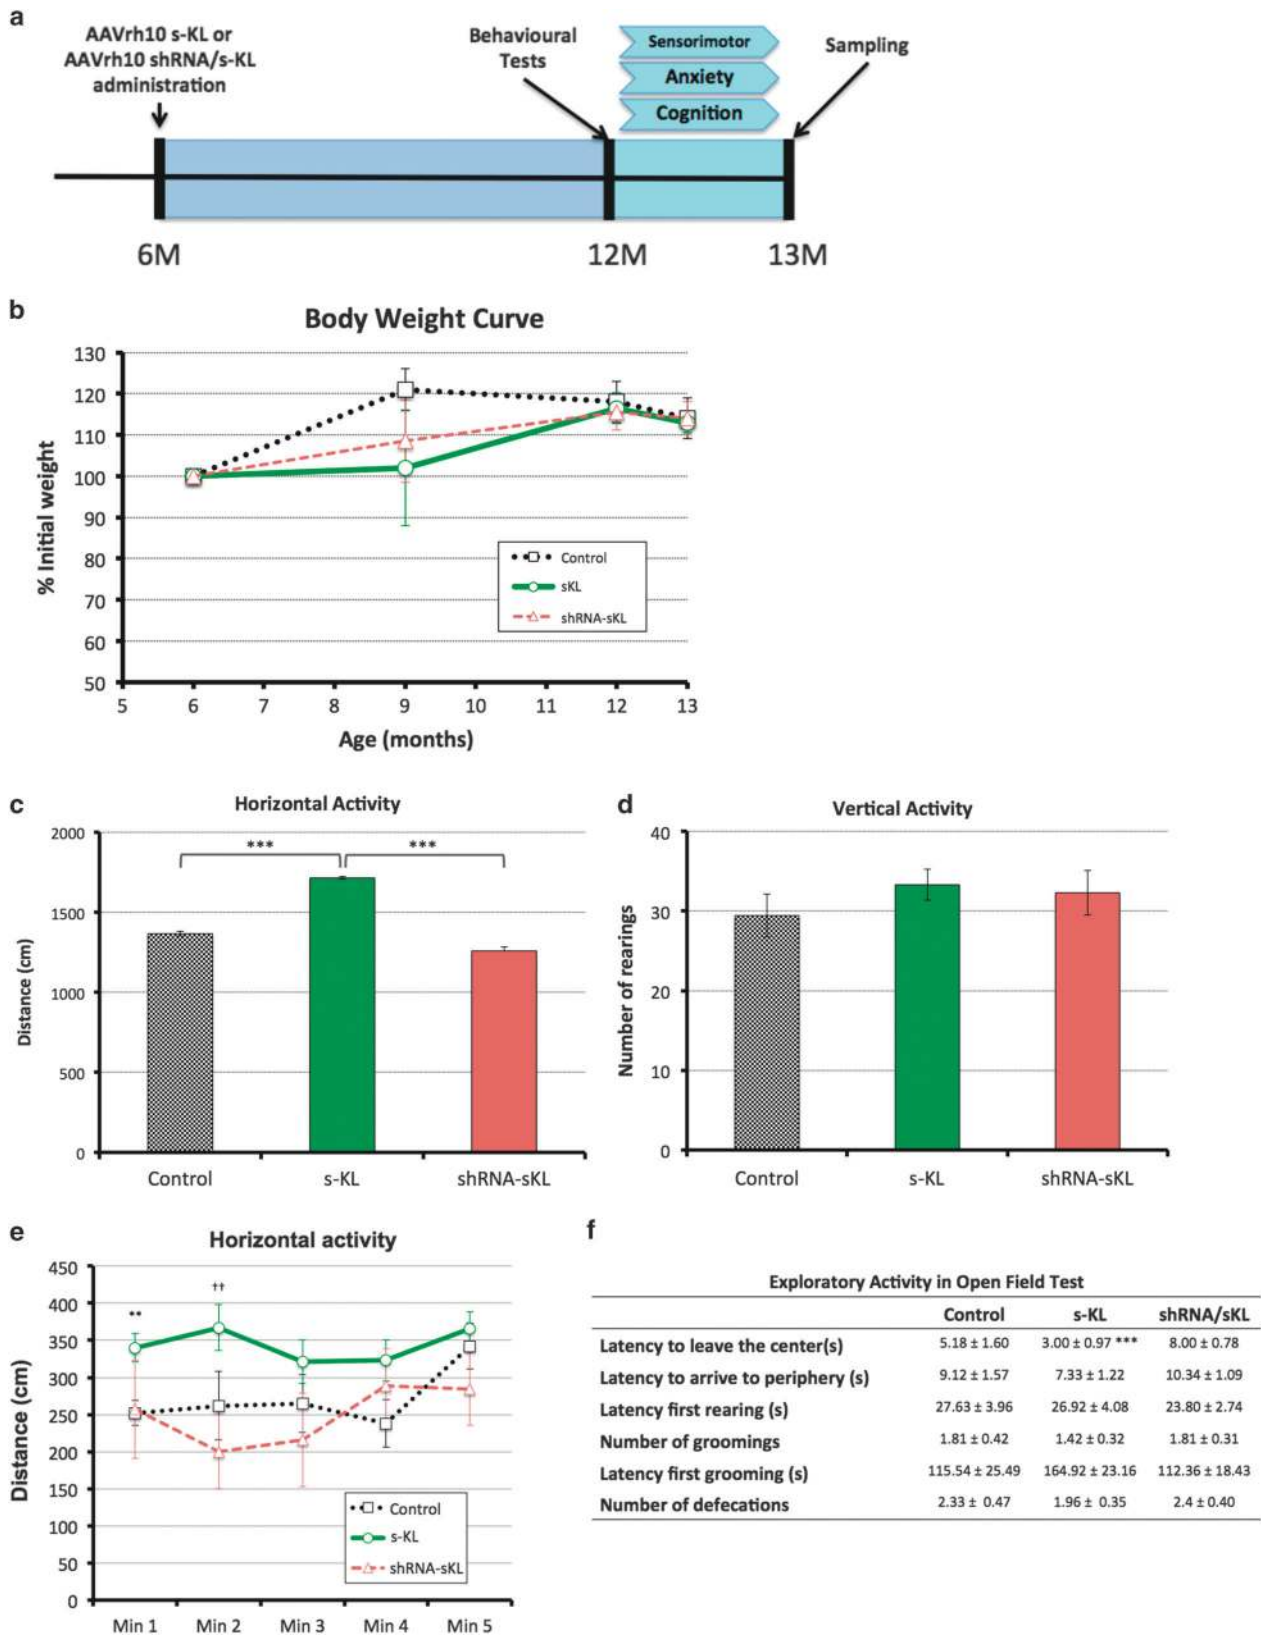 a
AAVrh10 s-KL or
AAVrh10 shRNA/s-KL
administration
Behavioural
Tests
Sensorimotor
Anxiety
Cognition
Sampling
6M
12M
13M
b
Body Weight Curve
% Initial weight
130
120
110
100
90
80
70
60
50
Control
sKL
shRNA-sKL
5 6 7 8 9 10 11 12 13
Age (months)
c
Horizontal Activity
Distance (cm)
2000
1500
1000
500
0
***
***
Control s-KL shRNA-sKL
d
Vertical Activity
Number of rearings
40
30
20
10
0
Control s-KL shRNA-sKL
e
Horizontal activity
Distance (cm)
450
400
350
300
250
200
150
100
50
0
**
††
Control
s-KL
shRNA-sKL
Min 1 Min 2 Min 3 Min 4 Min 5
f
Exploratory Activity in Open Field Test
Control s-KL shRNA/sKL
Latency to leave the center(s) 5.18 ± 1.60 3.00 ± 0.97 *** 8.00 ± 0.78
Latency to arrive to periphery (s) 9.12 ± 1.57 7.33 ± 1.22 10.34 ± 1.09
Latency first rearing (s) 27.63 ± 3.96 26.92 ± 4.08 23.80 ± 2.74
Number of groomings 1.81 ± 0.42 1.42 ± 0.32 1.81 ± 0.31
Latency first grooming (s) 115.54 ± 25.49 164.92 ± 23.16 112.36 ± 18.43
Number of defecations 2.33 ± 0.47 1.96 ± 0.35 2.4 ± 0.40